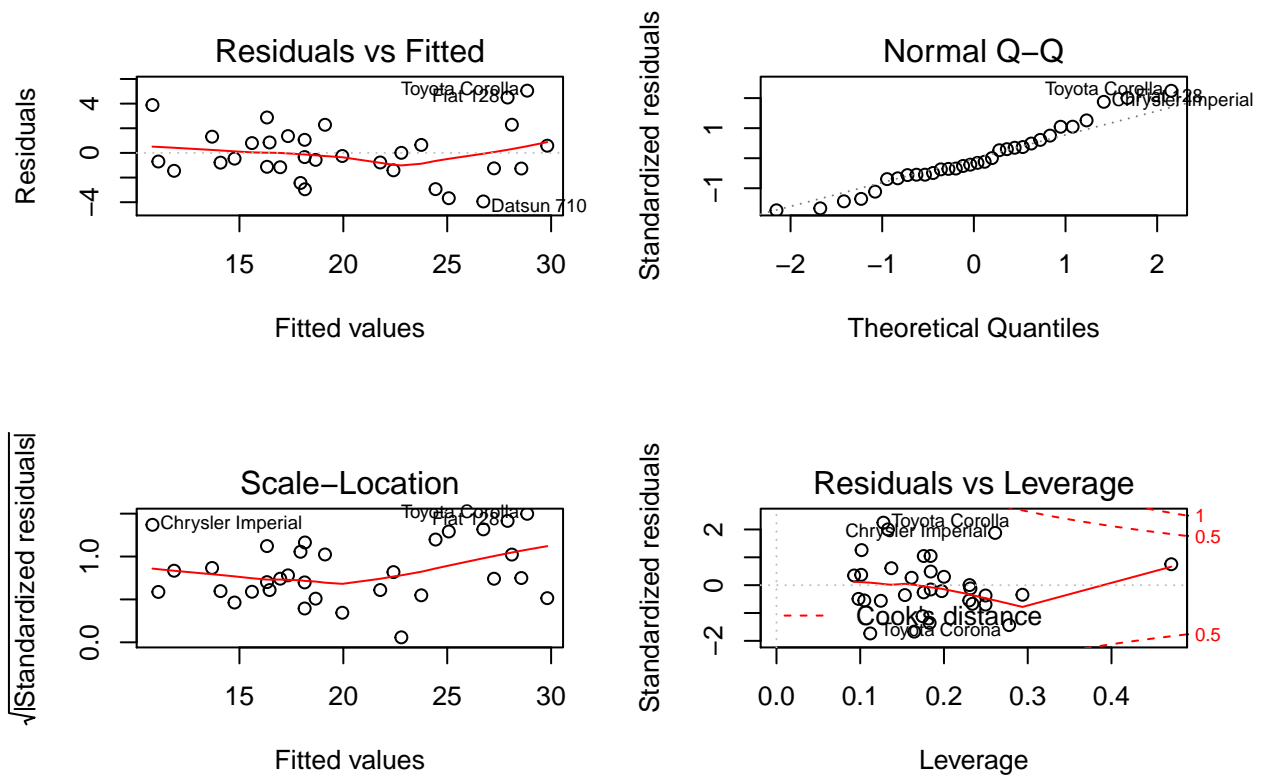 Residuals vs Fitted
Residuals
4
0
−4
Toyota Corolla
Fiat 128
Datsun 710
15 20 25 30
Fitted values
Normal Q−Q
Standardized residuals
1
−1
Toyota Corolla
Fiat 128
Chrysler Imperial
−2 −1 0 1 2
Theoretical Quantiles
Scale−Location
√|Standardized residuals|
1.0
0.0
Chrysler Imperial
Toyota Corolla
Fiat 128
15 20 25 30
Fitted values
Residuals vs Leverage
Standardized residuals
2
0
−2
Toyota Corolla
Chrysler Imperial
Cook's distance
Toyota Corona
1
0.5
0.5
0.0 0.1 0.2 0.3 0.4
Leverage